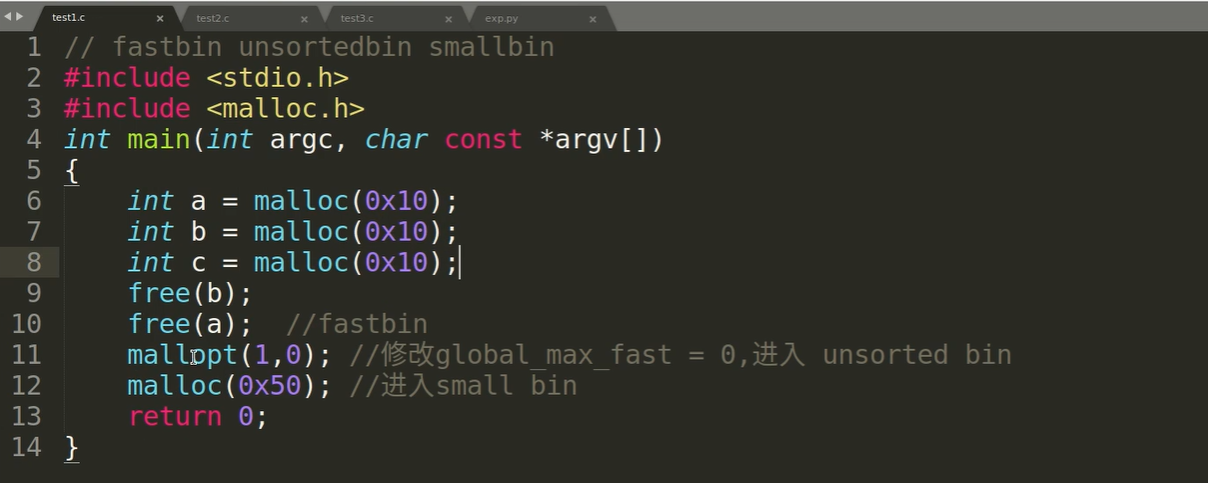 test1.c × test2.c × test3.c × exp.py ×
1 // fastbin unsortedbin smallbin
2 #include <stdio.h>
3 #include <malloc.h>
4 int main(int argc, char const *argv[])
5 {
6     int a = malloc(0x10);
7     int b = malloc(0x10);
8     int c = malloc(0x10);
9     free(b);
10     free(a);  //fastbin
11     mallopt(1,0); //修改global_max_fast = 0,进入 unsorted bin
12     malloc(0x50); //进入small bin
13     return 0;
14 }